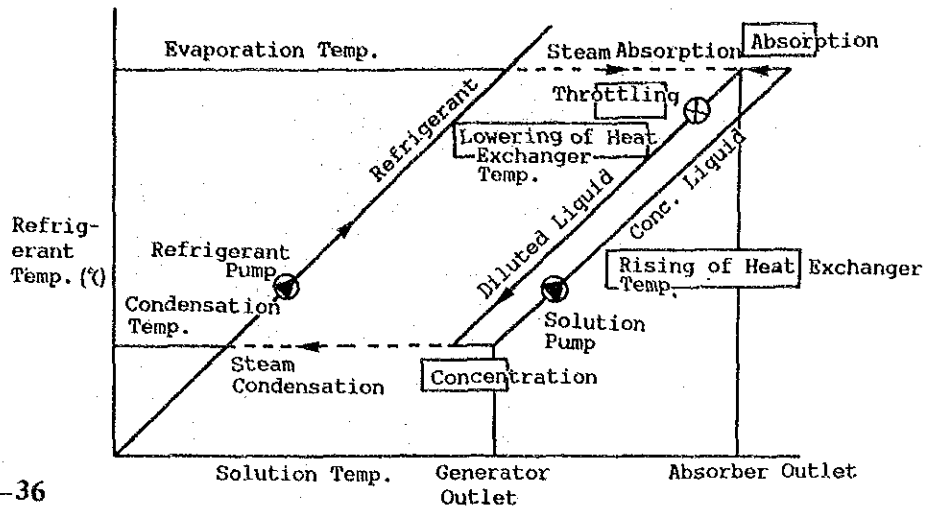 Evaporation Temp.
Steam Absorption
Absorption
Throttling
Lowering of Heat
Exchanger
Temp.
Refrigerant
Diluted Liquid
Conc. Liquid
Refrig-
erant
Temp. (℃)
Refrigerant
Pump
Rising of Heat Exchanger
Temp.
Condensation
Temp.
Solution
Pump
Steam
Condensation
Concentration
Solution Temp.
Generator
Outlet
Absorber Outlet
–36